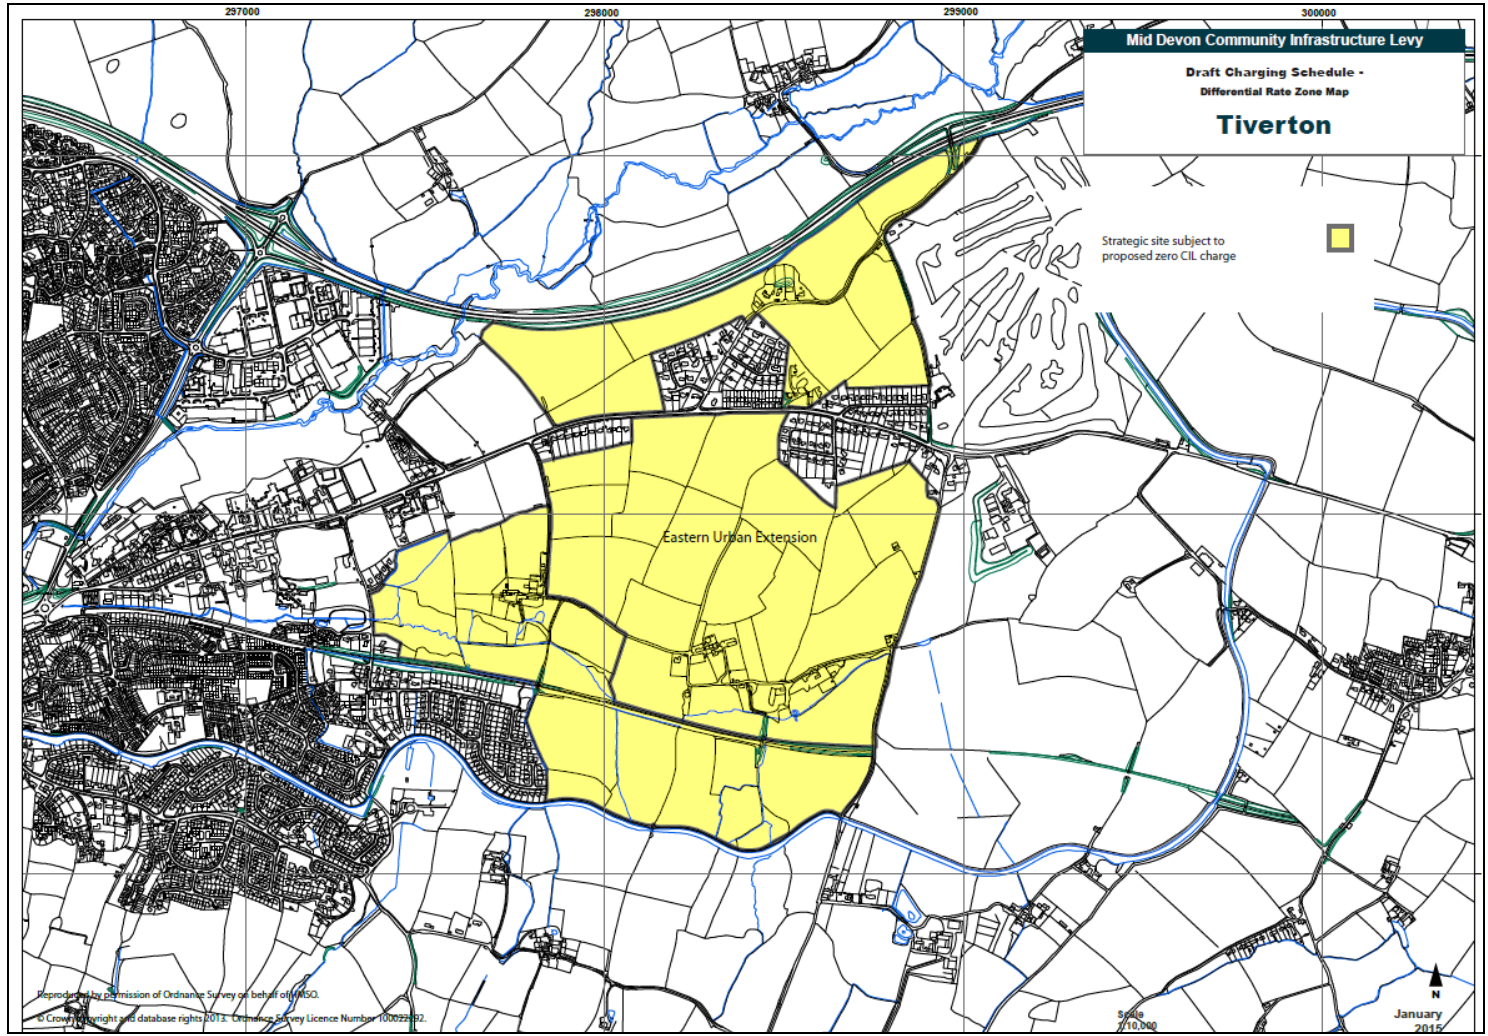 297000
298000
299000
300000
Mid Devon Community Infrastructure Levy
Draft Charging Schedule -
Differential Rate Zone Map
Tiverton
Strategic site subject to
proposed zero CIL charge
Eastern Urban Extension
N
Reproduced by permission of Ordnance Survey on behalf of HMSO.
© Crown copyright and database rights 2013. Ordnance Survey Licence Number 100022292.
Scale
1:10,000
January
2015